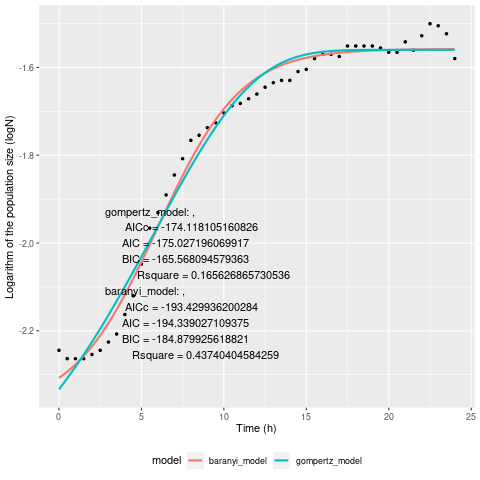 -1.6
-1.8
-2.0
-2.2
Logarithm of the population size (logN)
gompertz_model: ,
AICc = -174.118105160826
AIC = -175.027196069917
BIC = -165.568094579363
Rsquare = 0.165626865730536
baranyi_model: ,
AICc = -193.429936200284
AIC = -194.339027109375
BIC = -184.879925618821
Rsquare = 0.43740404584259
0 5 10 15 20 25
Time (h)
model baranyi_model gompertz_model